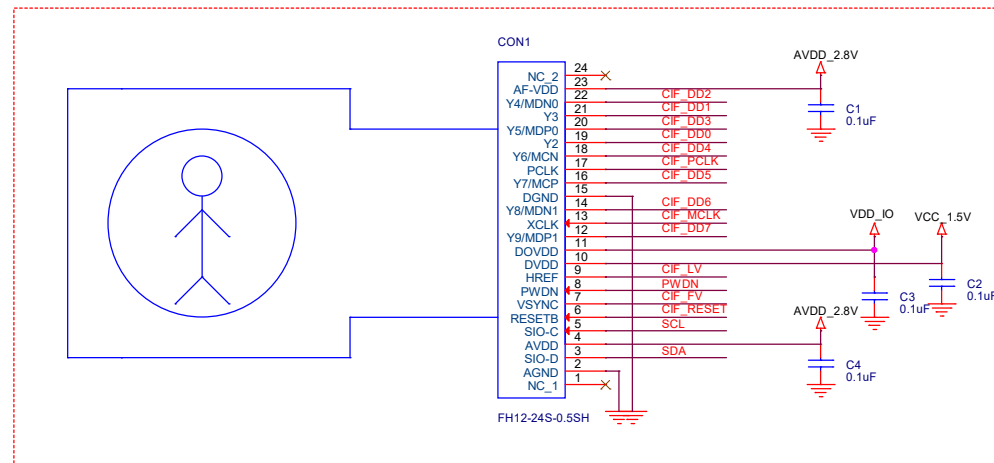 CON1
NC_2 24
AF-VDD 23 AVDD_2.8V
Y4/MDN0 22 CIF_DD2
Y3 21 CIF_DD1
Y5/MDP0 20 CIF_DD3
Y2 19 CIF_DD0
Y6/MCN 18 CIF_DD4
PCLK 17 CIF_PCLK
Y7/MCP 16 CIF_DD5
DGND 15
Y8/MDN1 14 CIF_DD6
XCLK 13 CIF_MCLK
Y9/MDP1 12 CIF_DD7
DOVDD 11 VDD_IO
DVDD 10 VCC_1.5V
HREF 9 CIF_LV
PWDN 8 PWDN
VSYNC 7 CIF_FV
RESETB 6 CIF_RESET
SIO-C 5 SCL
AVDD 4 AVDD_2.8V
SIO-D 3 SDA
AGND 2
NC_1 1
FH12-24S-0.5SH
C1
0.1uF
C2
0.1uF
C3
0.1uF
C4
0.1uF